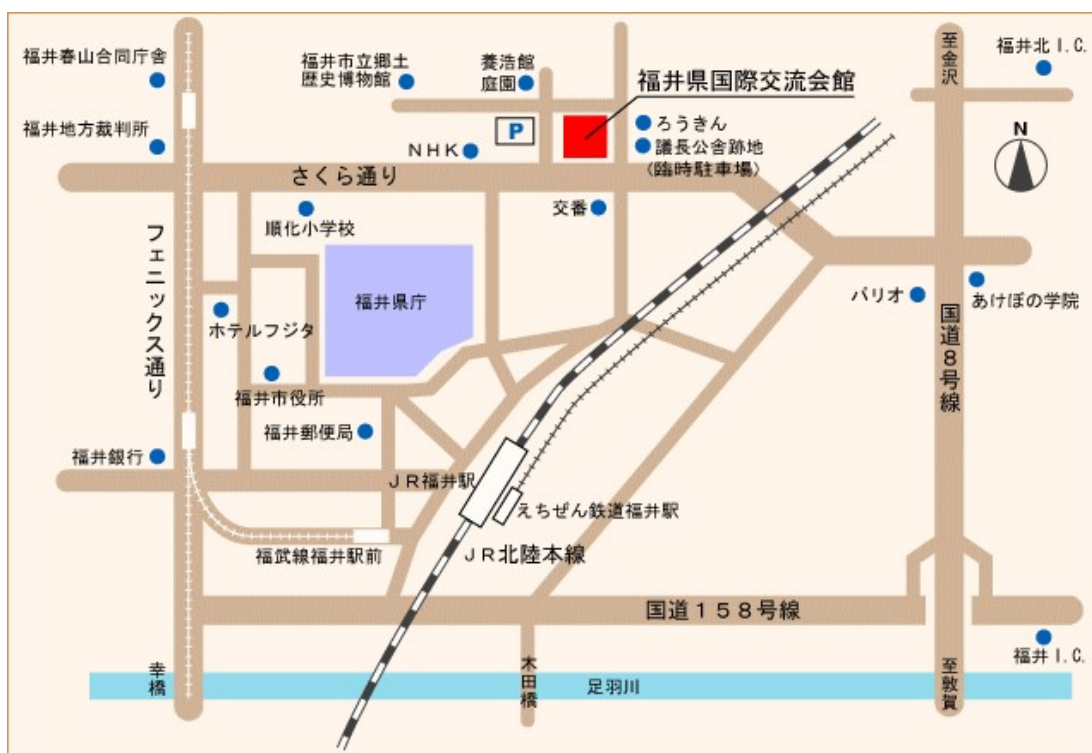 福井春山合同庁舎
福井市立郷土
歴史博物館
養浩館
庭園
福井県国際交流会館
至金沢
福井北I.C.
福井地方裁判所
P
NHK
ろうきん
議長公舎跡地
(臨時駐車場)
N
さくら通り
順化小学校
交番
フェニックス通り
福井県庁
パリオ
あけぼの学院
ホテルフジタ
国道8号線
福井市役所
福井郵便局
福井銀行
JR福井駅
えちぜん鉄道福井駅
福武線福井駅前
JR北陸本線
国道158号線
幸橋
木田橋
足羽川
至敦賀
福井I.C.